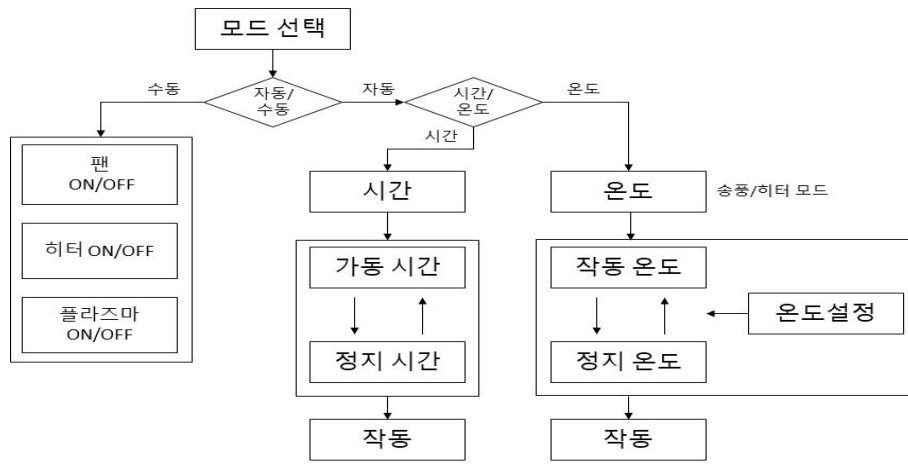 모드 선택
수동
자동/
수동
자동
시간/
온도
온도
시간
팬
ON/OFF
히터 ON/OFF
플라즈마
ON/OFF
시간
가동 시간
정지 시간
작동
온도
송풍/히터 모드
작동 온도
정지 온도
온도설정
작동